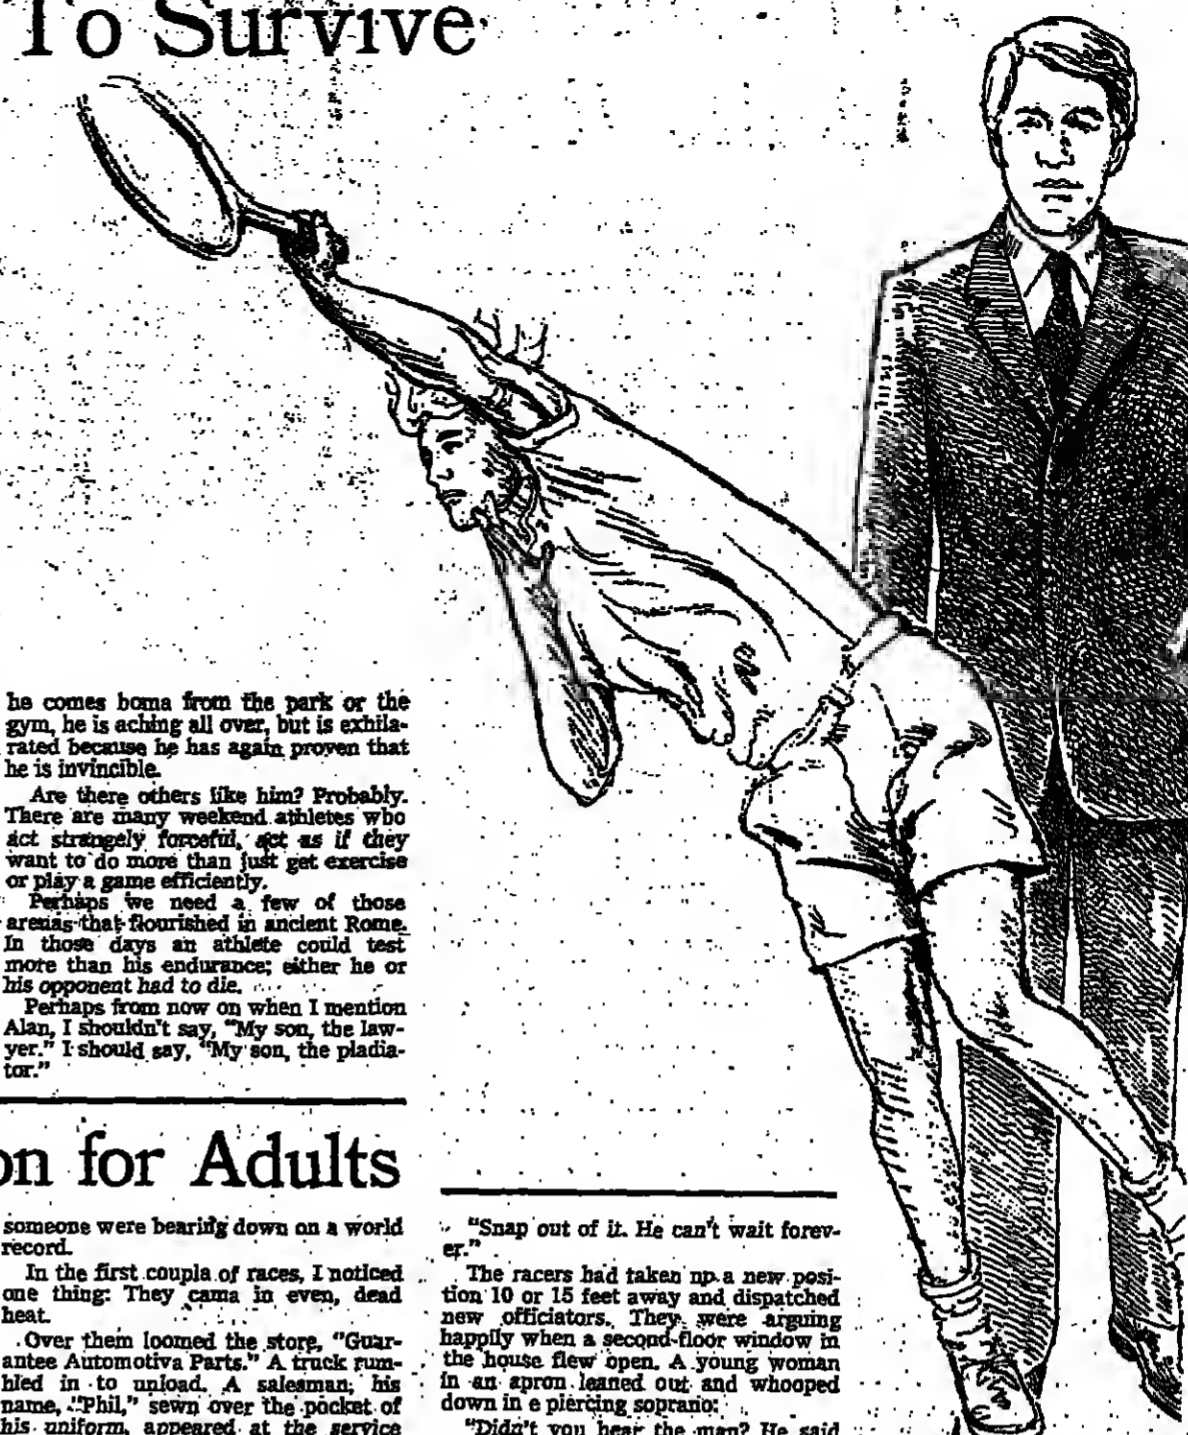 To Survive
he comes boma from the park or the
gym, he is aching all over, but is exhila-
rated because he has again proven that
he is invincible.
Are there others like him? Probably.
There are many weekend athletes who
act strangely forceful, act as if they
want to do more than just get exercise
or play a game efficiently.
Perhaps we need a few of those
arenas that flourished in ancient Rome.
In those days an athlete could test
more than his endurance; either he or
his opponent had to die.
Perhaps from now on when I mention
Alan, I shouldn't say, "My son, the law-
yer." I should say, "My son, the pladia-
tor."
on for Adults
someone were bearing down on a world
record.
In the first coupla of races, I noticed
one thing: They cama in even, dead
heat.
Over them loomed the store, "Guar-
antee Automotiva Parts." A truck rum-
bled in to unload. A salesman, his
name, "Phil," sewn over the pocket of
his uniform, appeared at the service
"Snap out of it. He can't wait forev-
er."
The racers had taken up a new posi-
tion 10 or 15 feet away and dispatched
new officiators. They were arguing
happily when a second-floor window in
the house flew open. A young woman
in an apron leaned out and whooped
down in e piercing soprano:
"Didn't you hear the man? He said